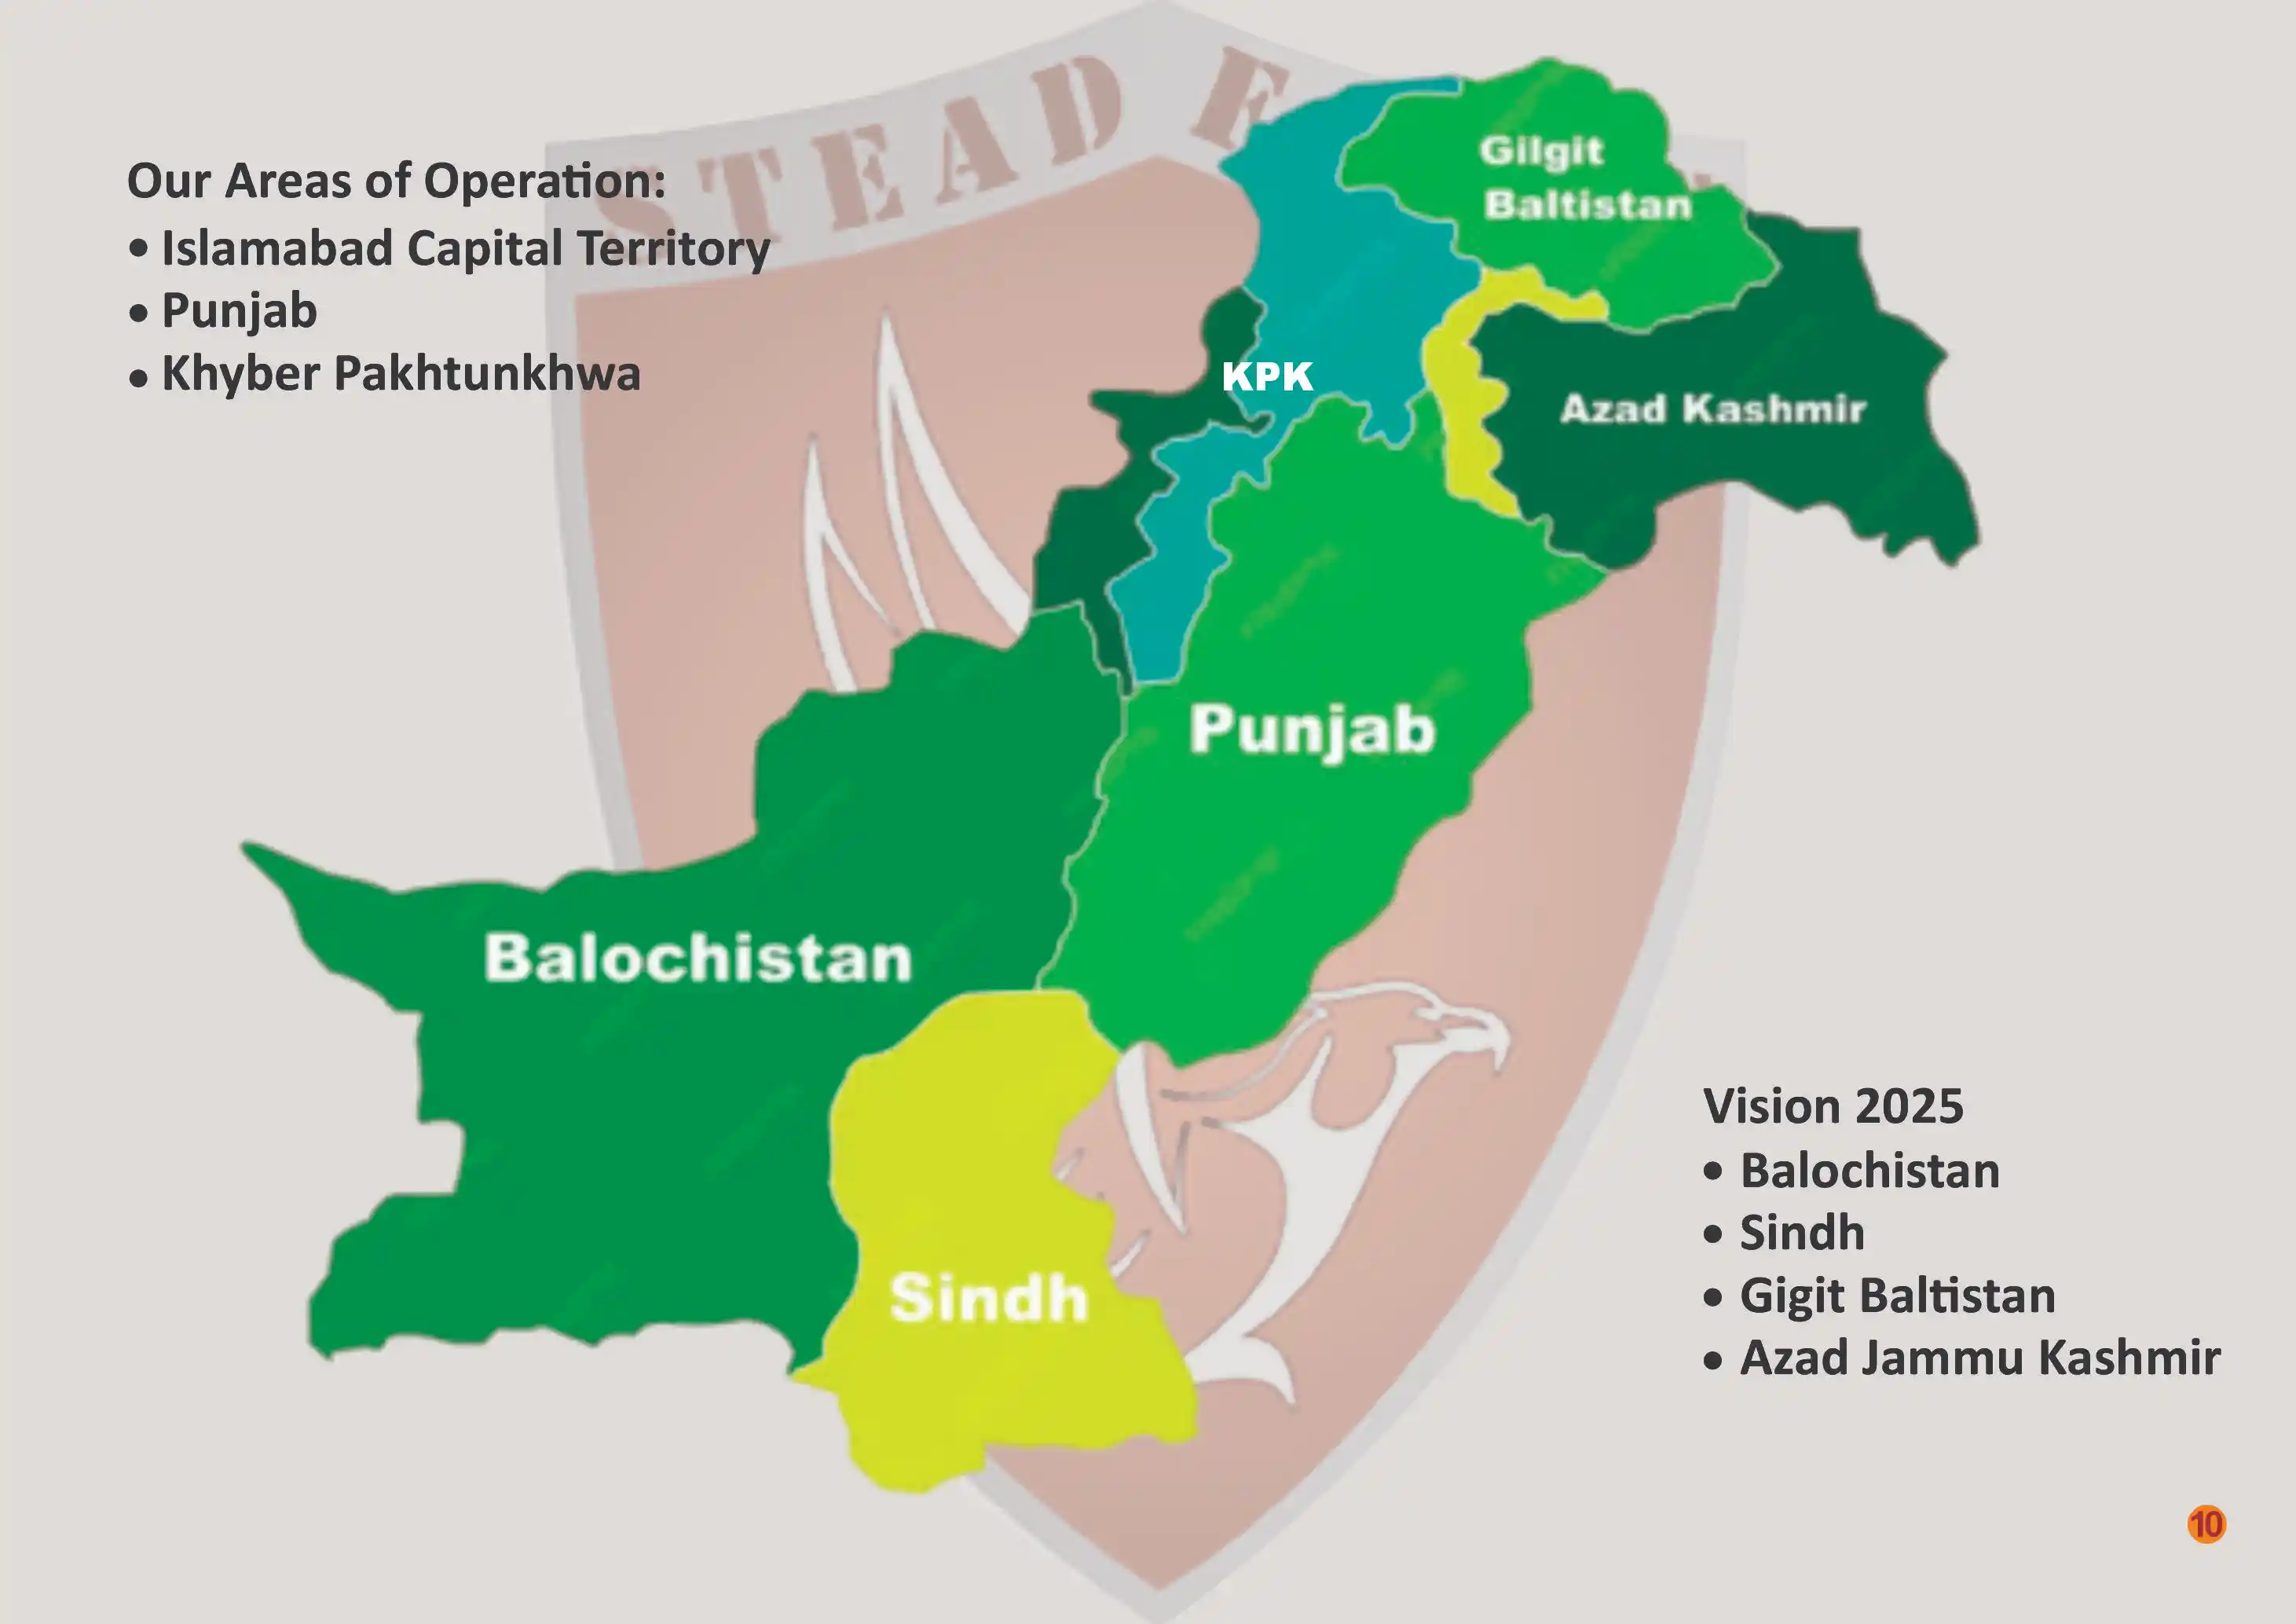 STEAD F
Our Areas of Operation:
• Islamabad Capital Territory
• Punjab
• Khyber Pakhtunkhwa
Gilgit
Baltistan
KPK
Azad Kashmir
Punjab
Balochistan
Sindh
Vision 2025
• Balochistan
• Sindh
• Gigit Baltistan
• Azad Jammu Kashmir
10